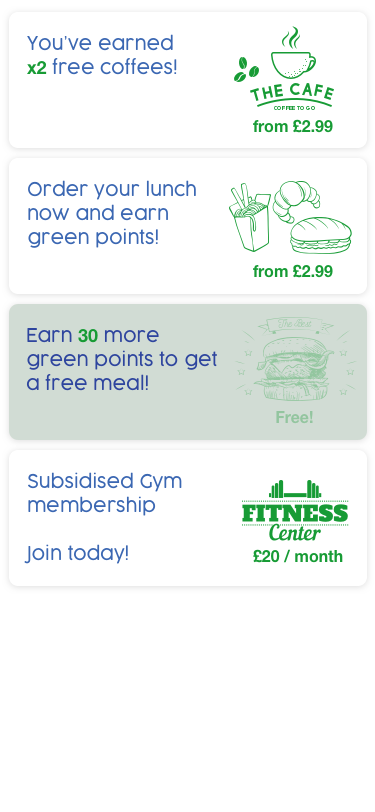 You've earned
x2 free coffees!
THE CAFE
COFFEE TO GO
from £2.99
Order your lunch
now and earn
green points!
from £2.99
Earn 30 more
green points to get
a free meal!
The Best
Free!
Subsidised Gym
membership
Join today!
FITNESS
Center
£20 / month